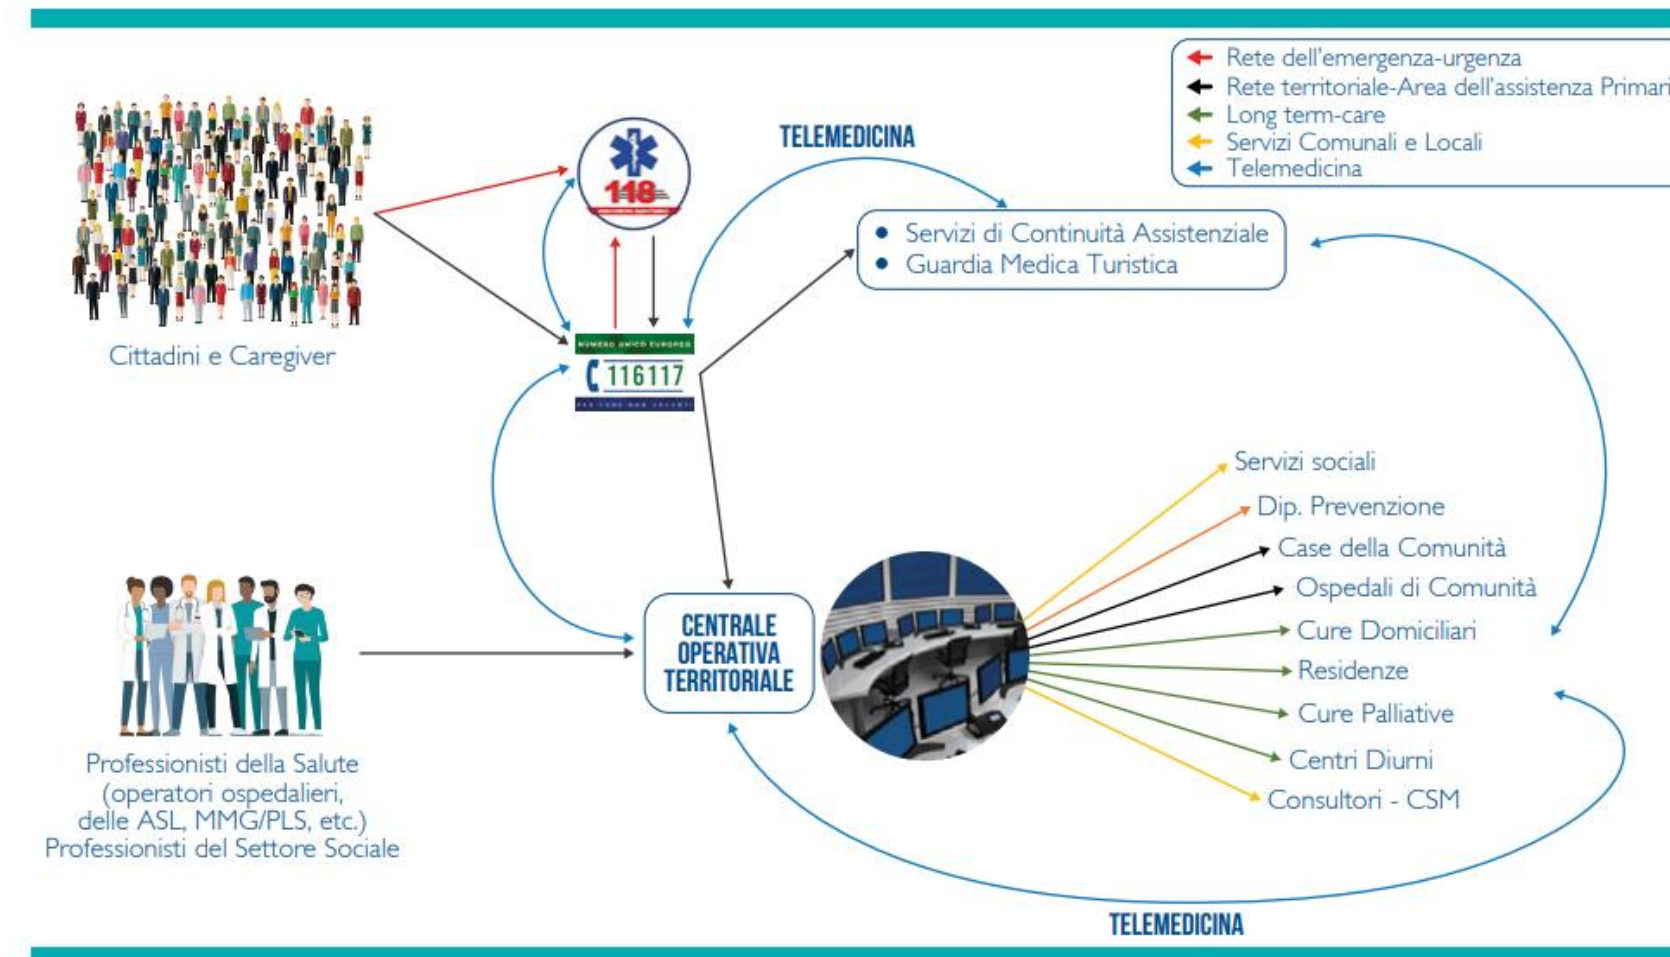 Rete dell'emergenza-urgenza
Rete territoriale-Area dell'assistenza Primari
Long term-care
Servizi Comunali e Locali
Telemedicina
TELEMEDICINA
118
Servizi di Continuità Assistenziale
Guardia Medica Turistica
NUMERO UNICO EUROPEO
116117
Cittadini e Caregiver
Servizi sociali
Dip. Prevenzione
Case della Comunità
Ospedali di Comunità
Cure Domiciliari
Residenze
Cure Palliative
Centri Diurni
Consultori - CSM
CENTRALE
OPERATIVA
TERRITORIALE
Professionisti della Salute
(operatori ospedalieri,
delle ASL, MMG/PLS, etc.)
Professionisti del Settore Sociale
TELEMEDICINA